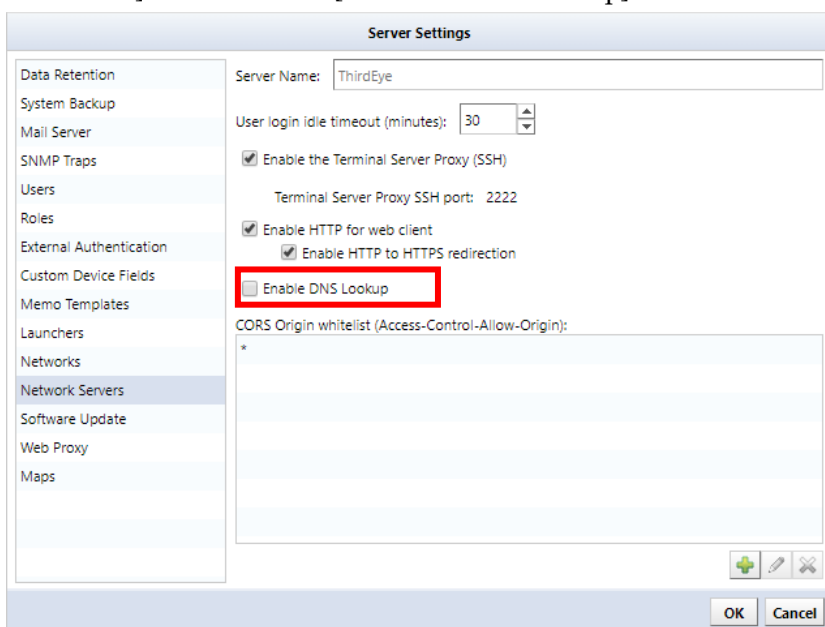 Server Settings
Data Retention
System Backup
Mail Server
SNMP Traps
Users
Roles
External Authentication
Custom Device Fields
Memo Templates
Launchers
Networks
Network Servers
Software Update
Web Proxy
Maps
Server Name: ThirdEye
User login idle timeout (minutes): 30
Enable the Terminal Server Proxy (SSH)
Terminal Server Proxy SSH port: 2222
Enable HTTP for web client
Enable HTTP to HTTPS redirection
Enable DNS Lookup
CORS Origin whitelist (Access-Control-Allow-Origin):
*
OK Cancel